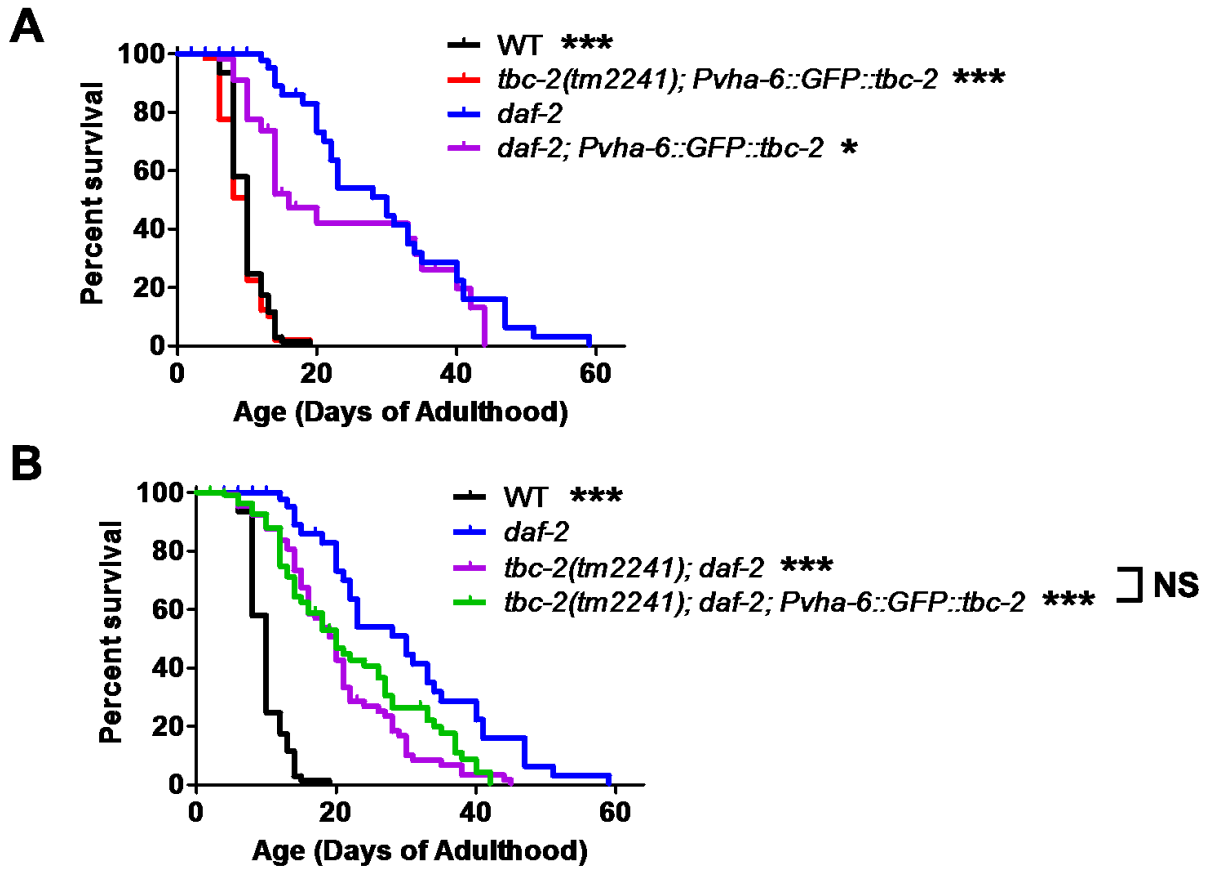 A
WT ***
tbc-2(tm2241); Pvha-6::GFP::tbc-2 ***
daf-2
daf-2; Pvha-6::GFP::tbc-2 *
Percent survival
100
80
60
40
20
0
0 20 40 60
Age (Days of Adulthood)
B
WT ***
daf-2
tbc-2(tm2241); daf-2 ***
tbc-2(tm2241); daf-2; Pvha-6::GFP::tbc-2 ***
NS
Percent survival
100
80
60
40
20
0
0 20 40 60
Age (Days of Adulthood)